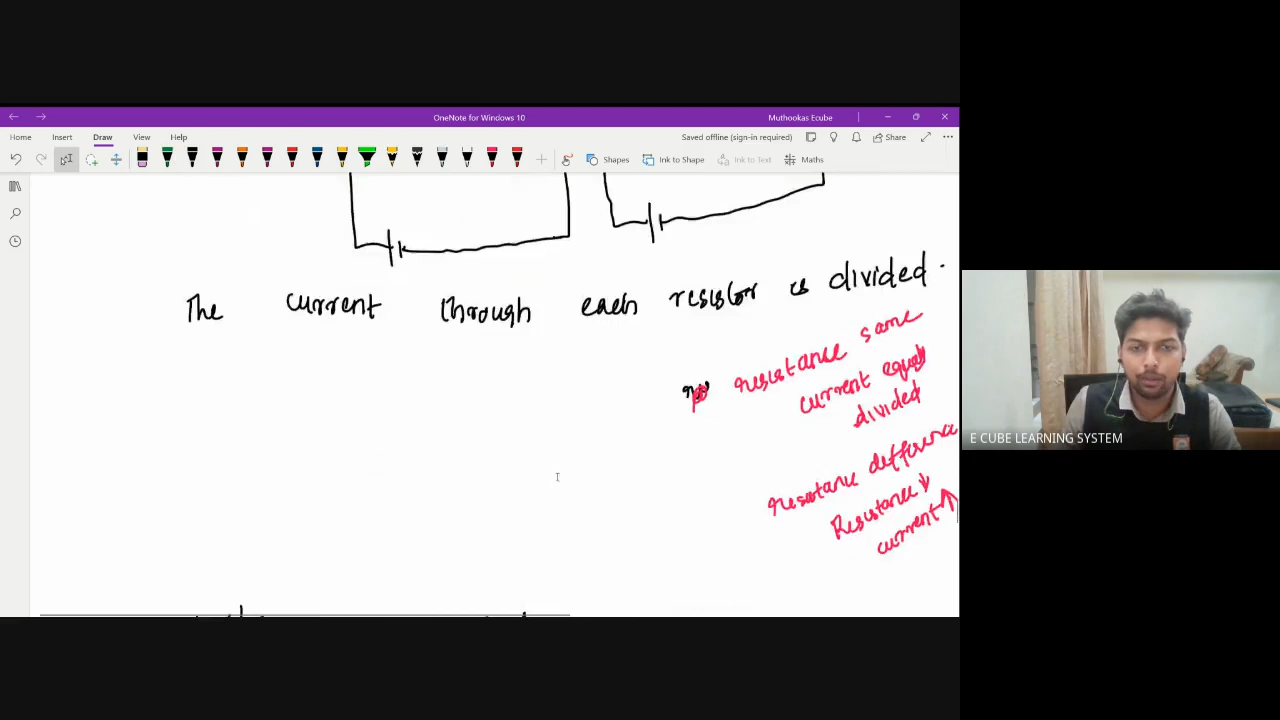 OneNote for Windows 10
Muthookas Ecube
Home Insert Draw View Help
Saved offline (sign-in required)
Share
Shapes
Ink to Shape
Ink to Text
Maths
The current through each resistor is divided.
resistance same
current equal
divided
resistance difference
Resistance ↓
current ↑
E CUBE LEARNING SYSTEM